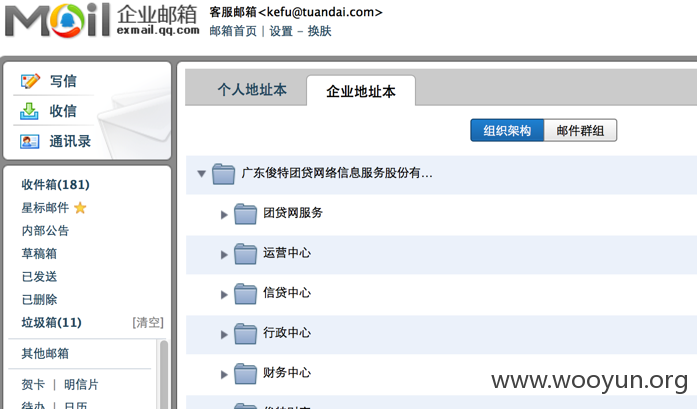 Mail 企业邮箱
exmail.qq.com
客服邮箱<kefu@tuandai.com>
邮箱首页 | 设置 - 换肤
写信
收信
通讯录
收件箱(181)
星标邮件
内部公告
草稿箱
已发送
已删除
垃圾箱(11) [清空]
其他邮箱
贺卡 | 明信片
待办 | 日历
个人地址本 企业地址本
组织架构 邮件群组
广东俊特团贷网络信息服务股份有...
团贷网服务
运营中心
信贷中心
行政中心
财务中心
www.wooyun.org